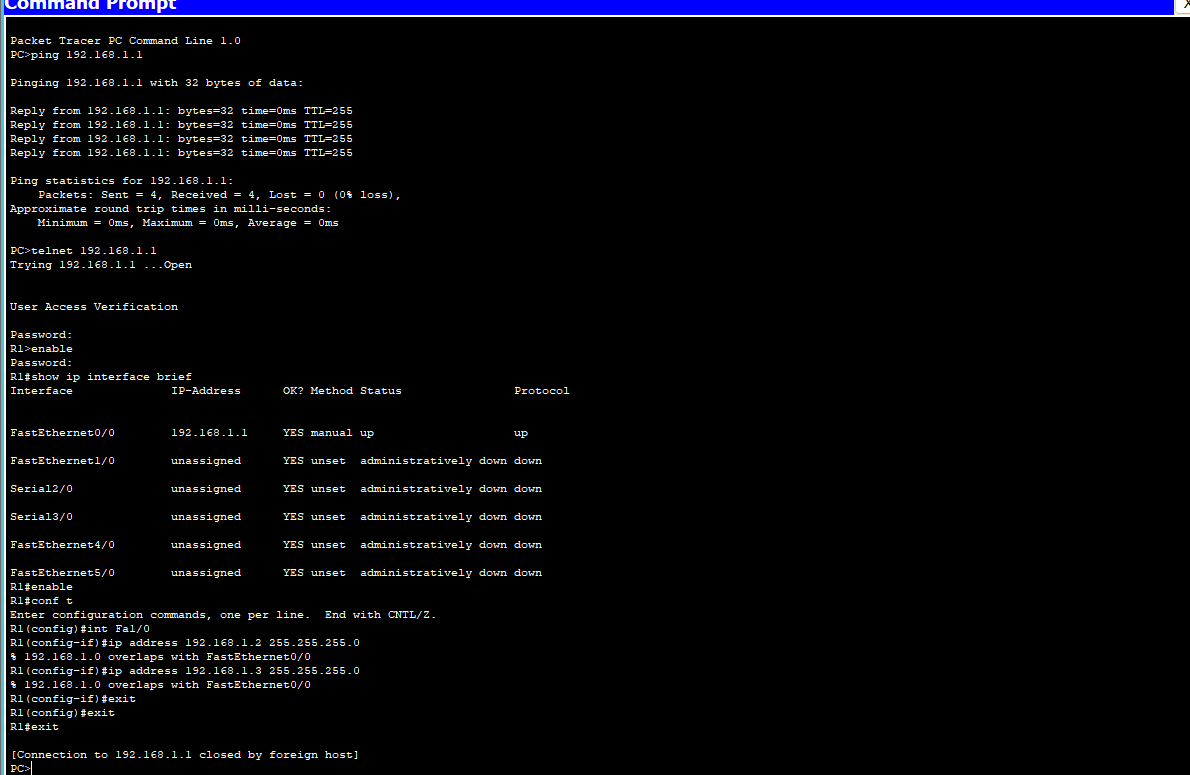 Command Prompt
X
Packet Tracer PC Command Line 1.0
PC>ping 192.168.1.1
Pinging 192.168.1.1 with 32 bytes of data:
Reply from 192.168.1.1: bytes=32 time=0ms TTL=255
Reply from 192.168.1.1: bytes=32 time=0ms TTL=255
Reply from 192.168.1.1: bytes=32 time=0ms TTL=255
Reply from 192.168.1.1: bytes=32 time=0ms TTL=255
Ping statistics for 192.168.1.1:
    Packets: Sent = 4, Received = 4, Lost = 0 (0% loss),
Approximate round trip times in milli-seconds:
    Minimum = 0ms, Maximum = 0ms, Average = 0ms
PC>telnet 192.168.1.1
Trying 192.168.1.1 ...Open
User Access Verification
Password:
R1>enable
Password:
R1#show ip interface brief
Interface              IP-Address      OK? Method Status                Protocol
FastEthernet0/0        192.168.1.1     YES manual up                    up
FastEthernet1/0        unassigned      YES unset  administratively down down
Serial2/0              unassigned      YES unset  administratively down down
Serial3/0              unassigned      YES unset  administratively down down
FastEthernet4/0        unassigned      YES unset  administratively down down
FastEthernet5/0        unassigned      YES unset  administratively down down
R1#enable
R1#conf t
Enter configuration commands, one per line.  End with CNTL/Z.
R1(config)#int Fa1/0
R1(config-if)#ip address 192.168.1.2 255.255.255.0
% 192.168.1.0 overlaps with FastEthernet0/0
R1(config-if)#ip address 192.168.1.3 255.255.255.0
% 192.168.1.0 overlaps with FastEthernet0/0
R1(config-if)#exit
R1(config)#exit
R1#exit
[Connection to 192.168.1.1 closed by foreign host]
PC>